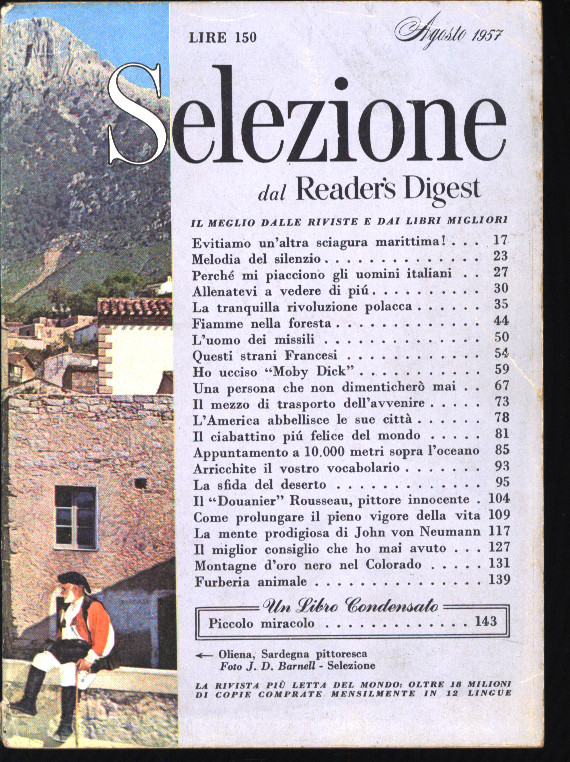 LIRE 150
Agosto 1957
Selezione
dal Reader's Digest
IL MEGLIO DALLE RIVISTE E DAI LIBRI MIGLIORI
Evitiamo un'altra sciagura marittima! . . . 17
Melodia del silenzio . . . . . . . . . . . . . . . 23
Perché mi piacciono gli uomini italiani . . 27
Allenatevi a vedere di piú . . . . . . . . . . . 30
La tranquilla rivoluzione polacca . . . . . . 35
Fiamme nella foresta . . . . . . . . . . . . . . 44
L'uomo dei missili . . . . . . . . . . . . . . . 50
Questi strani Francesi . . . . . . . . . . . . . 54
Ho ucciso "Moby Dick" . . . . . . . . . . . . 59
Una persona che non dimenticherò mai . . 67
Il mezzo di trasporto dell'avvenire . . . . . 73
L'America abbellisce le sue città . . . . . . . 78
Il ciabattino piú felice del mondo . . . . . 81
Appuntamento a 10.000 metri sopra l'oceano 85
Arricchite il vostro vocabolario . . . . . . . 93
La sfida del deserto . . . . . . . . . . . . . . 95
Il "Douanier" Rousseau, pittore innocente . 104
Come prolungare il pieno vigore della vita 109
La mente prodigiosa di John von Neumann 117
Il miglior consiglio che ho mai avuto . . . 127
Montagne d'oro nero nel Colorado . . . . . 131
Furberia animale . . . . . . . . . . . . . . . . 139
Un Libro Condensato
Piccolo miracolo . . . . . . . . . . . . . 143
← Oliena, Sardegna pittoresca
Foto J. D. Barnell - Selezione
LA RIVISTA PIÙ LETTA DEL MONDO: OLTRE 18 MILIONI
DI COPIE COMPRATE MENSILMENTE IN 12 LINGUE